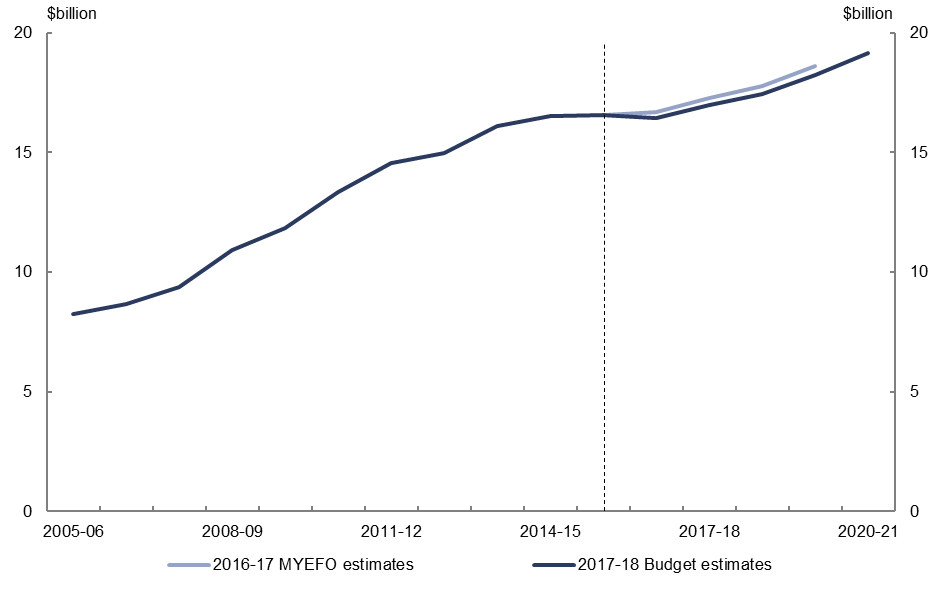 $billion $billion
20 20
15 15
10 10
5 5
0 0
2005-06 2008-09 2011-12 2014-15 2017-18 2020-21
2016-17 MYEFO estimates 2017-18 Budget estimates